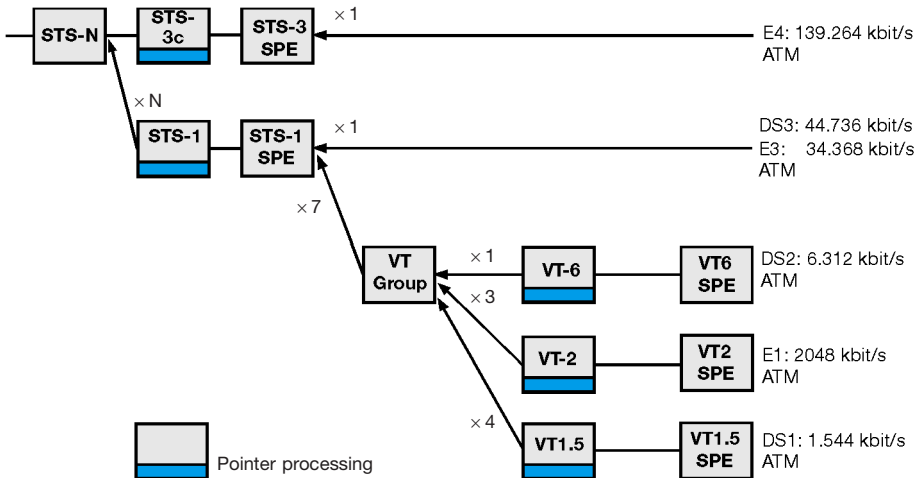 STS-N
STS-
3c
STS-3
SPE
× 1
E4: 139.264 kbit/s
ATM
× N
STS-1
STS-1
SPE
× 1
DS3: 44.736 kbit/s
E3: 34.368 kbit/s
ATM
× 7
VT
Group
× 1
VT-6
VT6
SPE
DS2: 6.312 kbit/s
ATM
× 3
VT-2
VT2
SPE
E1: 2048 kbit/s
ATM
× 4
VT1.5
VT1.5
SPE
DS1: 1.544 kbit/s
ATM
Pointer processing